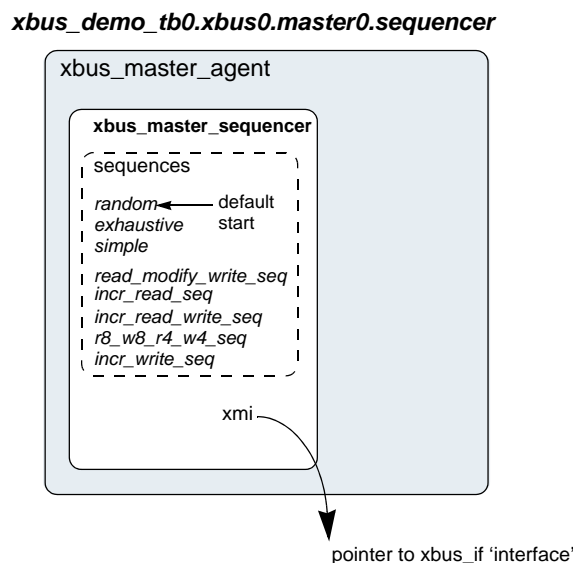 xbus_demo_tb0.xbus0.master0.sequencer
xbus_master_agent
xbus_master_sequencer
sequences
random default
exhaustive start
simple
read_modify_write_seq
incr_read_seq
incr_read_write_seq
r8_w8_r4_w4_seq
incr_write_seq
xmi
pointer to xbus_if ‘interface’